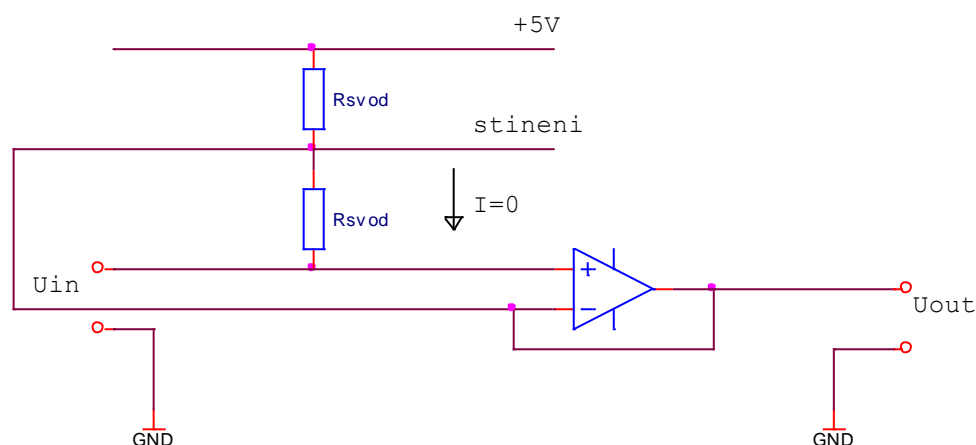 +5V
Rsvod
stineni
Rsvod
I=0
Uin
+
−
Uout
GND
GND